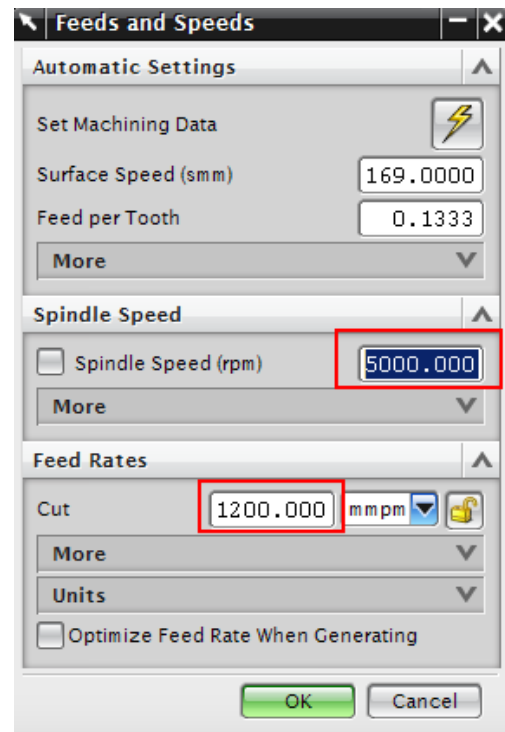 Feeds and Speeds
Automatic Settings
Set Machining Data
Surface Speed (smm) 169.0000
Feed per Tooth 0.1333
More
Spindle Speed
Spindle Speed (rpm) 5000.000
More
Feed Rates
Cut 1200.000 mmpm
More
Units
Optimize Feed Rate When Generating
OK Cancel